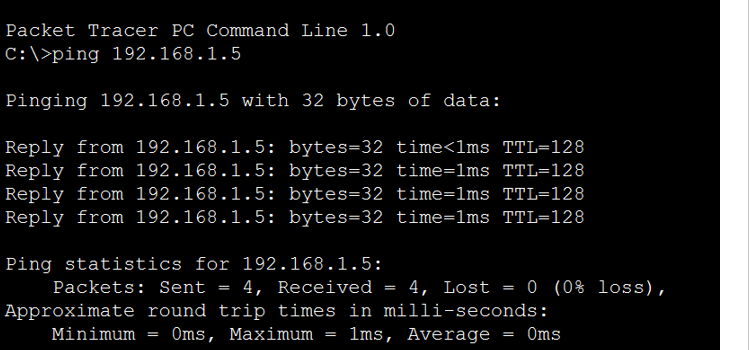 Packet Tracer PC Command Line 1.0
C:\>ping 192.168.1.5
Pinging 192.168.1.5 with 32 bytes of data:
Reply from 192.168.1.5: bytes=32 time<1ms TTL=128
Reply from 192.168.1.5: bytes=32 time=1ms TTL=128
Reply from 192.168.1.5: bytes=32 time=1ms TTL=128
Reply from 192.168.1.5: bytes=32 time=1ms TTL=128
Ping statistics for 192.168.1.5:
    Packets: Sent = 4, Received = 4, Lost = 0 (0% loss),
Approximate round trip times in milli-seconds:
    Minimum = 0ms, Maximum = 1ms, Average = 0ms